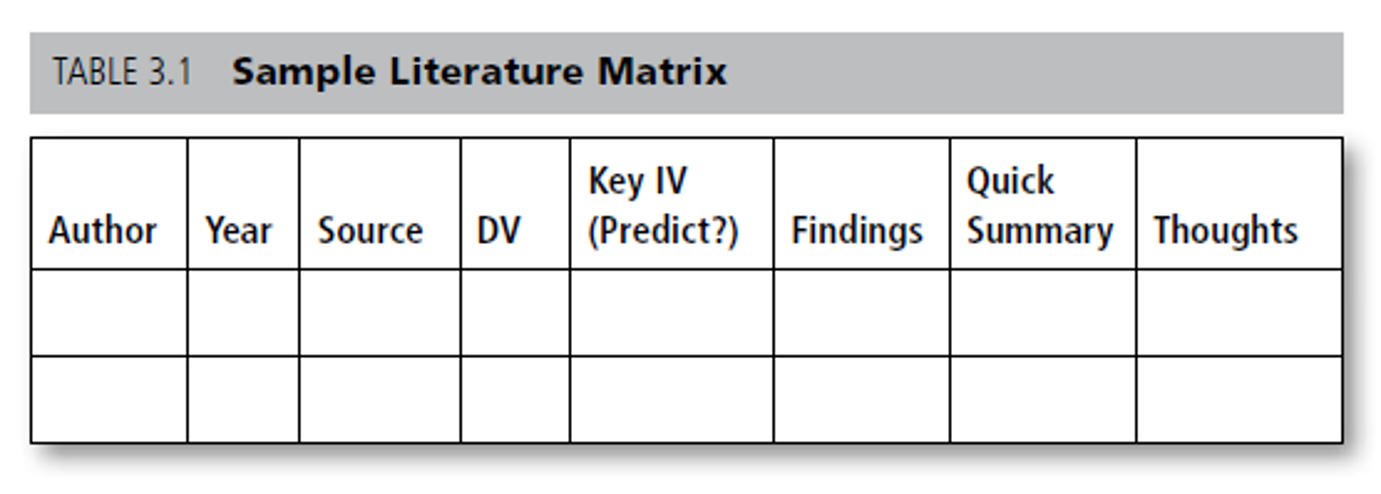 TABLE 3.1 Sample Literature Matrix
Author
Year
Source
DV
Key IV
(Predict?)
Findings
Quick
Summary
Thoughts